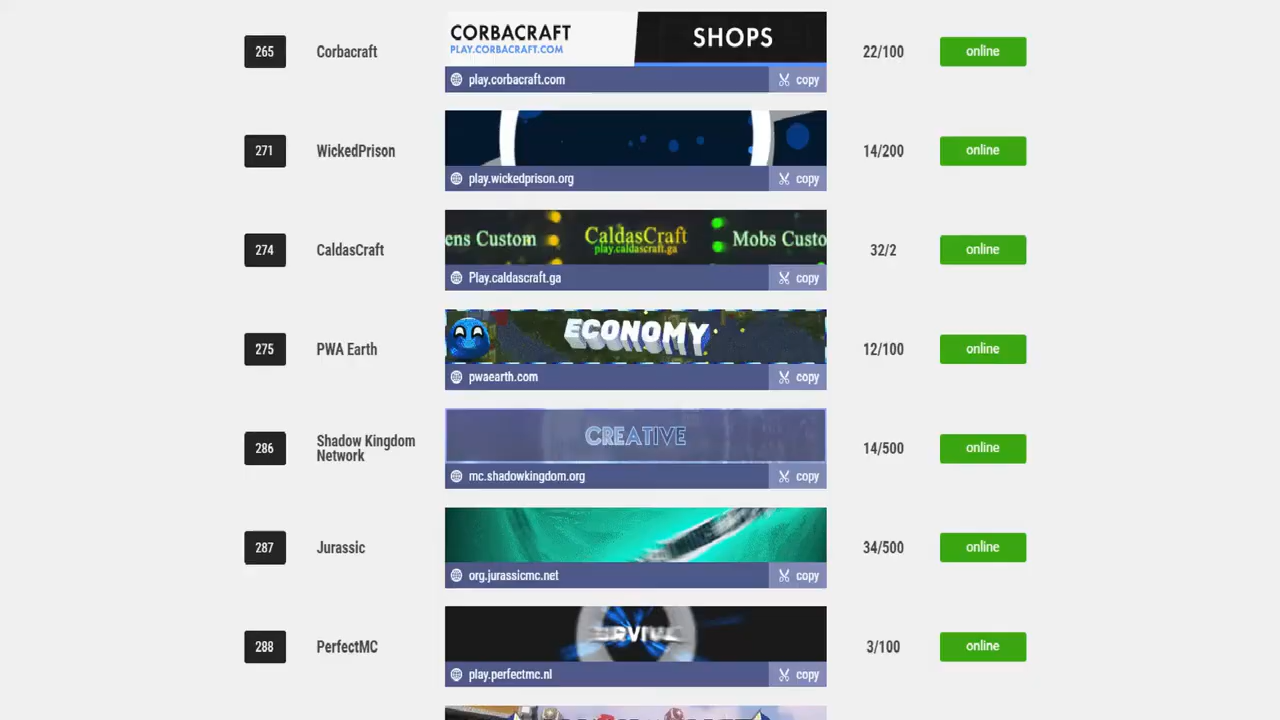 265
Corbacraft
CORBACRAFT
PLAY.CORBACRAFT.COM
SHOPS
play.corbacraft.com
copy
22/100
online
271
WickedPrison
play.wickedprison.org
copy
14/200
online
274
CaldasCraft
ens Custom
CaldasCraft
play.caldascraft.ga
Mobs Custo
Play.caldascraft.ga
copy
32/2
online
275
PWA Earth
ECONOMY
pwaearth.com
copy
12/100
online
286
Shadow Kingdom
Network
CREATIVE
mc.shadowkingdom.org
copy
14/500
online
287
Jurassic
org.jurassicmc.net
copy
34/500
online
288
PerfectMC
play.perfectmc.nl
copy
3/100
online